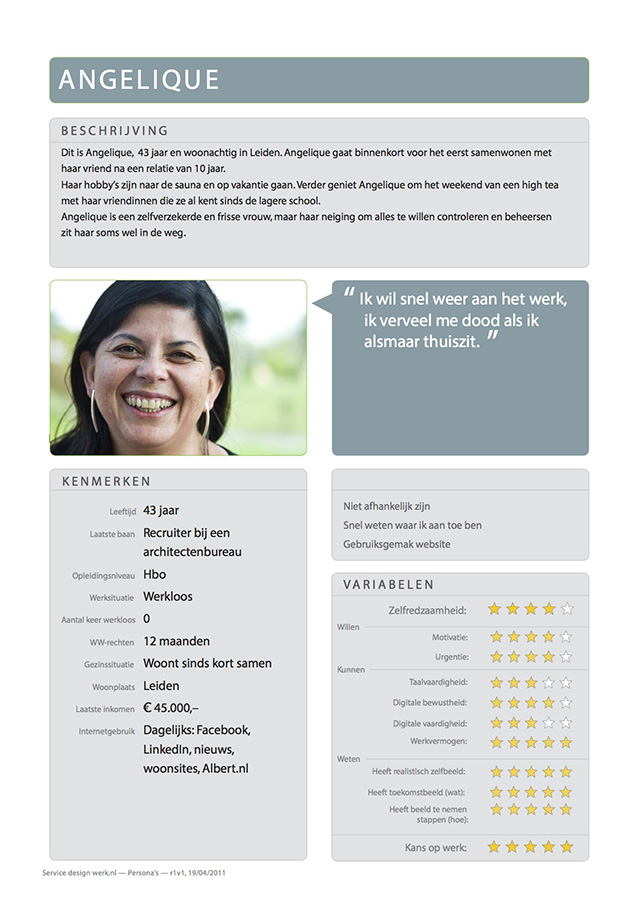 ANGELIQUE
BESCHRIJVING
Dit is Angelique, 43 jaar en woonachtig in Leiden. Angelique gaat binnenkort voor het eerst samenwonen met
haar vriend na een relatie van 10 jaar.
Haar hobby's zijn naar de sauna en op vakantie gaan. Verder geniet Angelique om het weekend van een high tea
met haar vriendinnen die ze al kent sinds de lagere school.
Angelique is een zelfverzekerde en frisse vrouw, maar haar neiging om alles te willen controleren en beheersen
zit haar soms wel in de weg.
“ Ik wil snel weer aan het werk,
ik verveel me dood als ik
alsmaar thuiszit. ”
KENMERKEN
Leeftijd 43 jaar
Laatste baan Recruiter bij een
architectenbureau
Opleidingsniveau Hbo
Werksituatie Werkloos
Aantal keer werkloos 0
WW-rechten 12 maanden
Gezinssituatie Woont sinds kort samen
Woonplaats Leiden
Laatste inkomen € 45.000,–
Internetgebruik Dagelijks: Facebook,
LinkedIn, nieuws,
woonsites, Albert.nl
Niet afhankelijk zijn
Snel weten waar ik aan toe ben
Gebruiksgemak website
VARIABELEN
Zelfredzaamheid:
Willen
Motivatie:
Urgentie:
Kunnen
Taalvaardigheid:
Digitale bewustheid:
Digitale vaardigheid:
Werkvermogen:
Weten
Heeft realistisch zelfbeeld:
Heeft toekomstbeeld (wat):
Heeft beeld te nemen
stappen (hoe):
Kans op werk:
Service design werk.nl — Persona's — r1v1, 19/04/2011